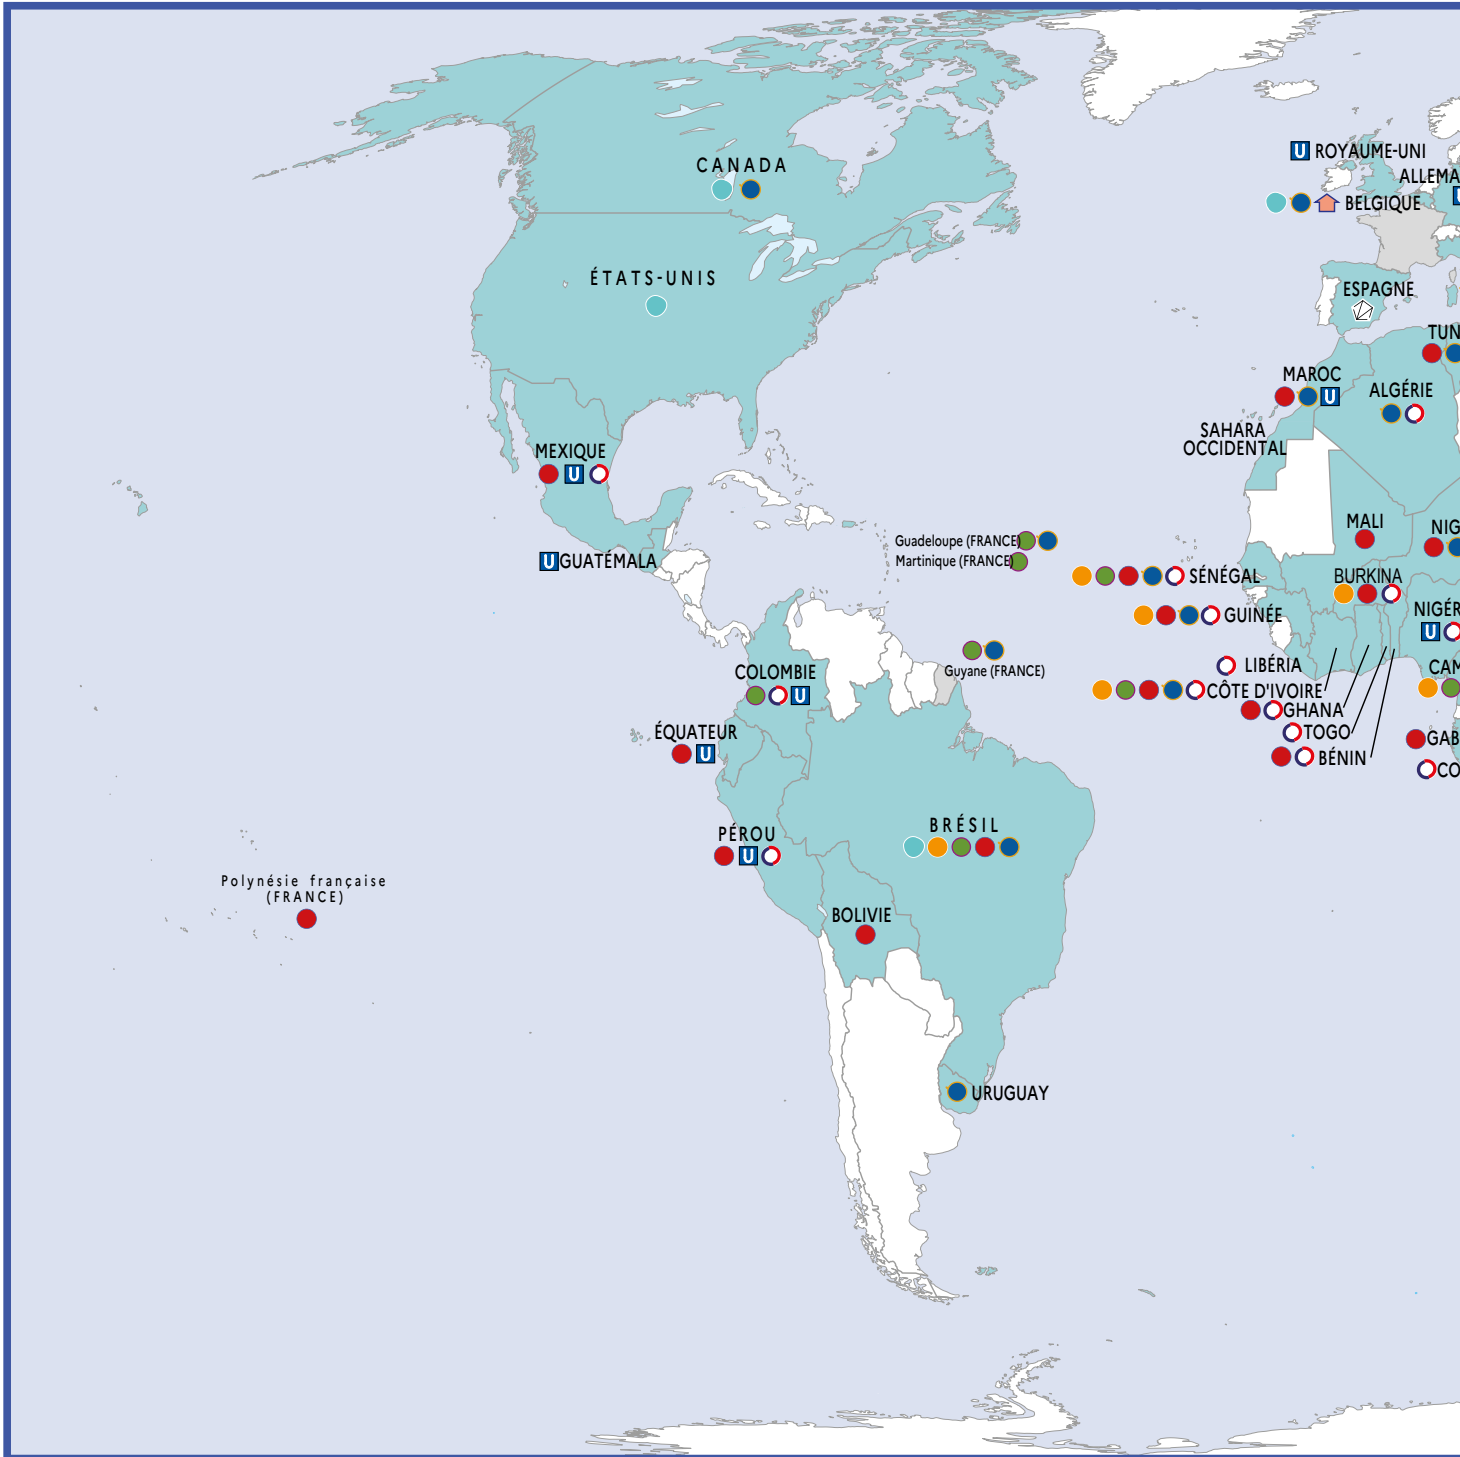 CANADA
U ROYAUME-UNI
ALLEMA
U
BELGIQUE
ÉTATS-UNIS
ESPAGNE
TUN
MAROC
U
ALGÉRIE
SAHARA
OCCIDENTAL
MEXIQUE
U
MALI
NIG
Guadeloupe (FRANCE)
Martinique (FRANCE)
U GUATÉMALA
SÉNÉGAL
BURKINA
GUINÉE
NIGÉR
U
LIBÉRIA
Guyane (FRANCE)
COLOMBIE
U
CAM
CÔTE D'IVOIRE
GHANA
ÉQUATEUR
U
TOGO
GAB
BÉNIN
CO
BRÉSIL
PÉROU
U
Polynésie française
(FRANCE)
BOLIVIE
URUGUAY